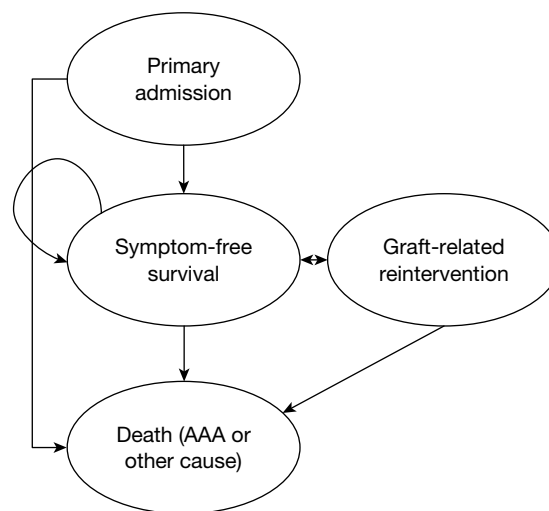 Primary
admission
Symptom-free
survival
Graft-related
reintervention
Death (AAA or
other cause)